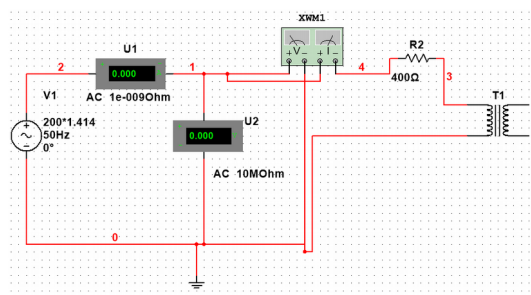 XWM1
U1
R2
2
0.000
1
V
I
4
400Ω
3
AC 1e-009Ohm
V1
T1
U2
200*1.414
50Hz
0°
0.000
AC 10MOhm
0